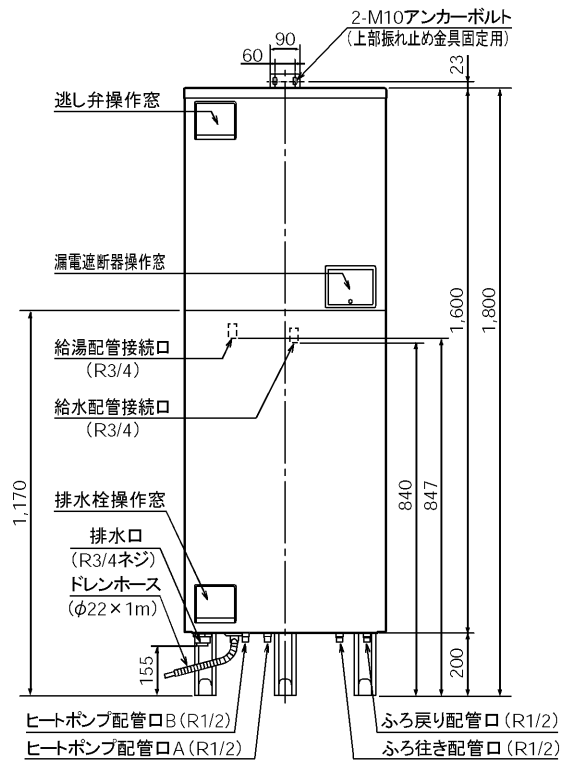 2-M10アンカーボルト
(上部振れ止め金具固定用)
90
60
23
逃し弁操作窓
漏電遮断器操作窓
給湯配管接続口
(R3/4)
給水配管接続口
(R3/4)
1,600
1,800
1,170
840
847
排水栓操作窓
排水口
(R3/4ネジ)
ドレンホース
(φ22×1m)
155
200
ヒートポンプ配管口B(R1/2)
ヒートポンプ配管口A(R1/2)
ふろ戻り配管口(R1/2)
ふろ往き配管口(R1/2)